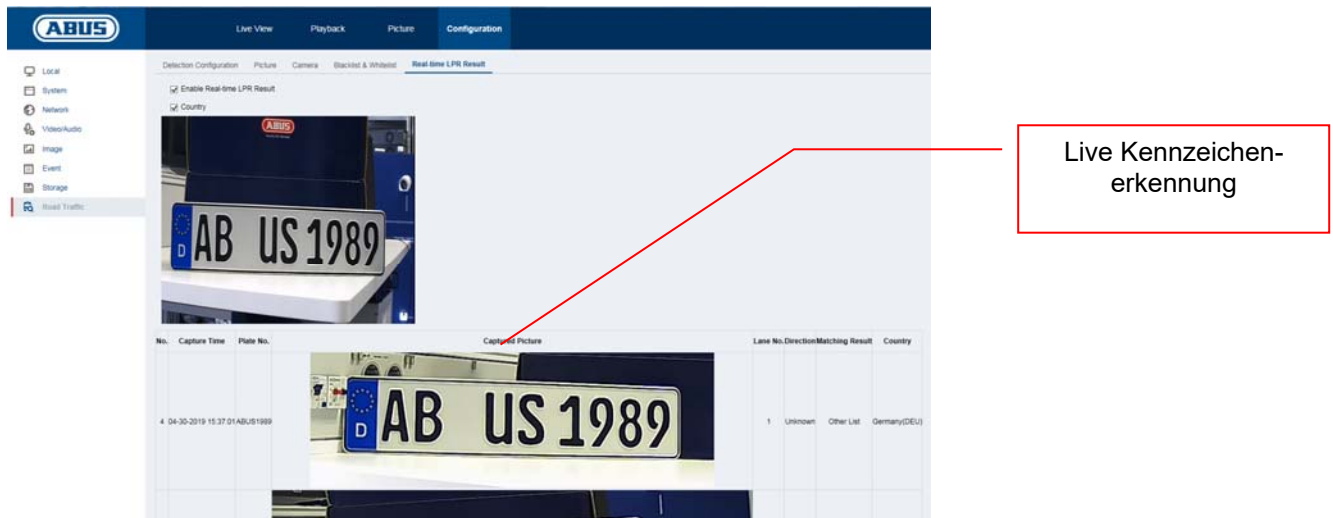 ABUS
Live View Playback Picture Configuration
Local
System
Network
Video/Audio
Image
Event
Storage
Road Traffic
Detection Configuration Picture Camera Blacklist & Whitelist Real-time LPR Result
Enable Real-time LPR Result
Country
ABUS
D AB US 1989
Live Kennzeichen-
erkennung
No. Capture Time Plate No. Captured Picture Lane No. Direction Matching Result Country
4 04-30-2019 15:37:01 ABUS1989 1 Unknown Other List Germany(DEU)
D AB US 1989